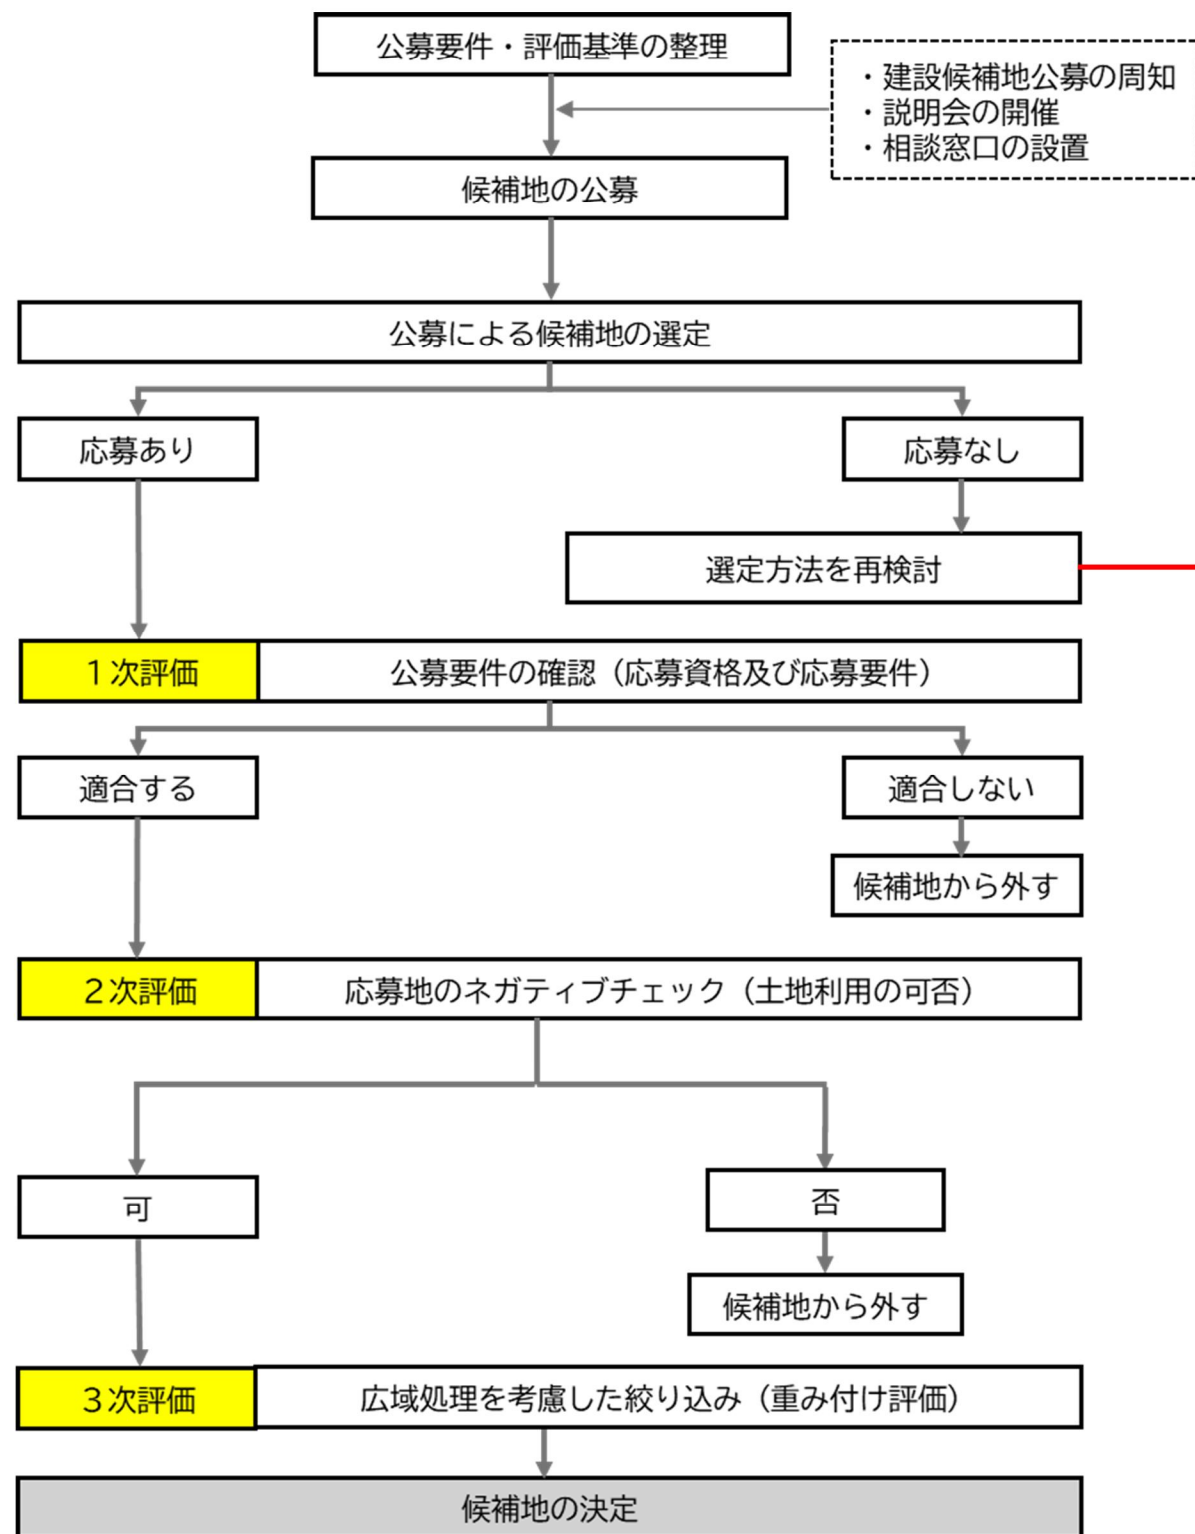 公募要件・評価基準の整理
・建設候補地公募の周知
・説明会の開催
・相談窓口の設置
候補地の公募
公募による候補地の選定
応募あり
応募なし
選定方法を再検討
１次評価
公募要件の確認（応募資格及び応募要件）
適合する
適合しない
候補地から外す
２次評価
応募地のネガティブチェック（土地利用の可否）
可
否
候補地から外す
３次評価
広域処理を考慮した絞り込み（重み付け評価）
候補地の決定